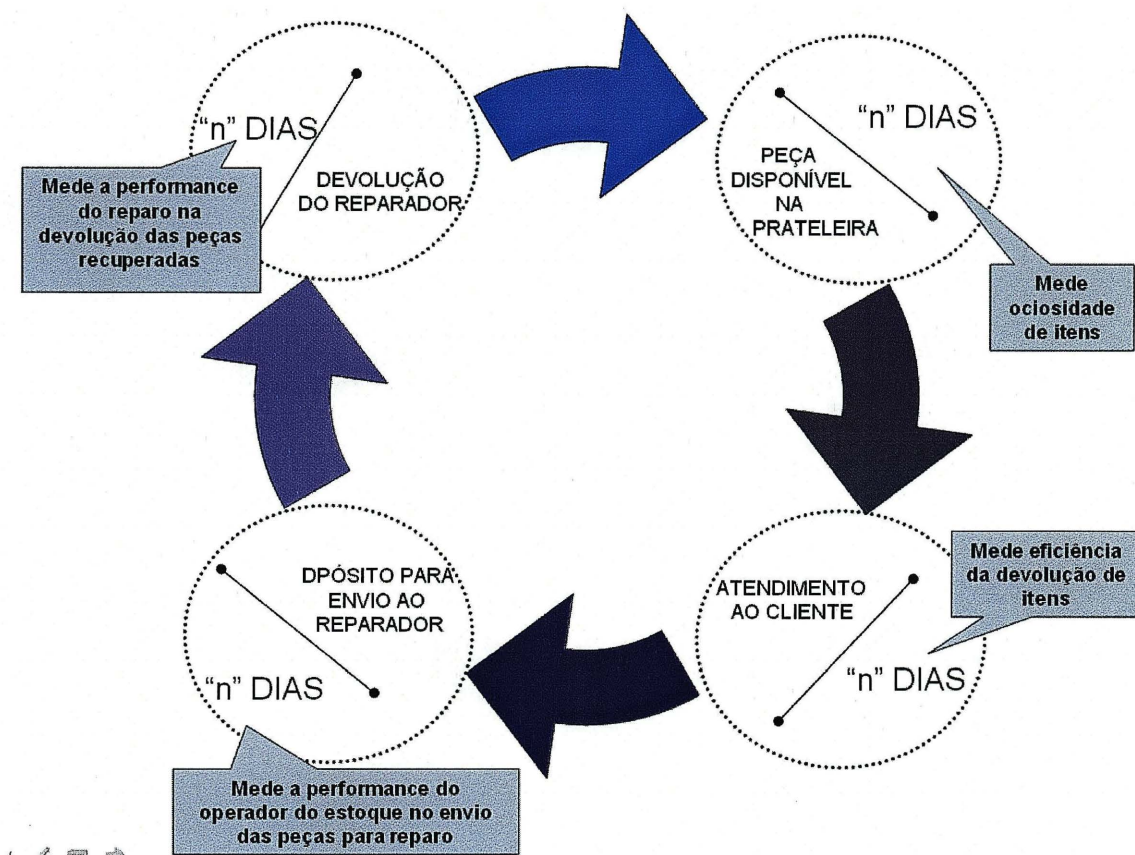 "n" DIAS
DEVOLUÇÃO
DO REPARADOR
Mede a performance
do reparo na
devolução das peças
recuperadas
"n" DIAS
PEÇA
DISPONÍVEL
NA
PRATELEIRA
Mede
ociosidade
de itens
Mede eficiência
da devolução de
itens
ATENDIMENTO
AO CLIENTE
"n" DIAS
DPÓSITO PARA
ENVIO AO
REPARADOR
"n" DIAS
Mede a performance do
operador do estoque no envio
das peças para reparo